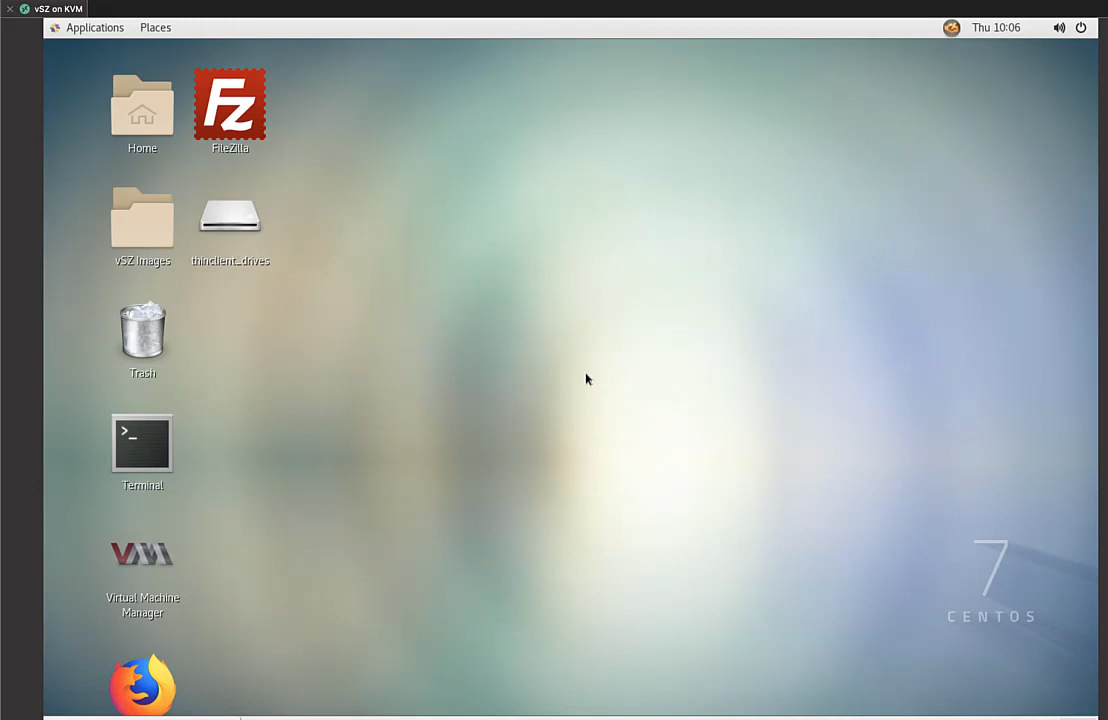 vSZ on KVM
Applications Places Thu 10:06
Home
FileZilla
vSZ Images
thinclient_drives
Trash
>_
Terminal
VMM
Virtual Machine
Manager
7
CENTOS